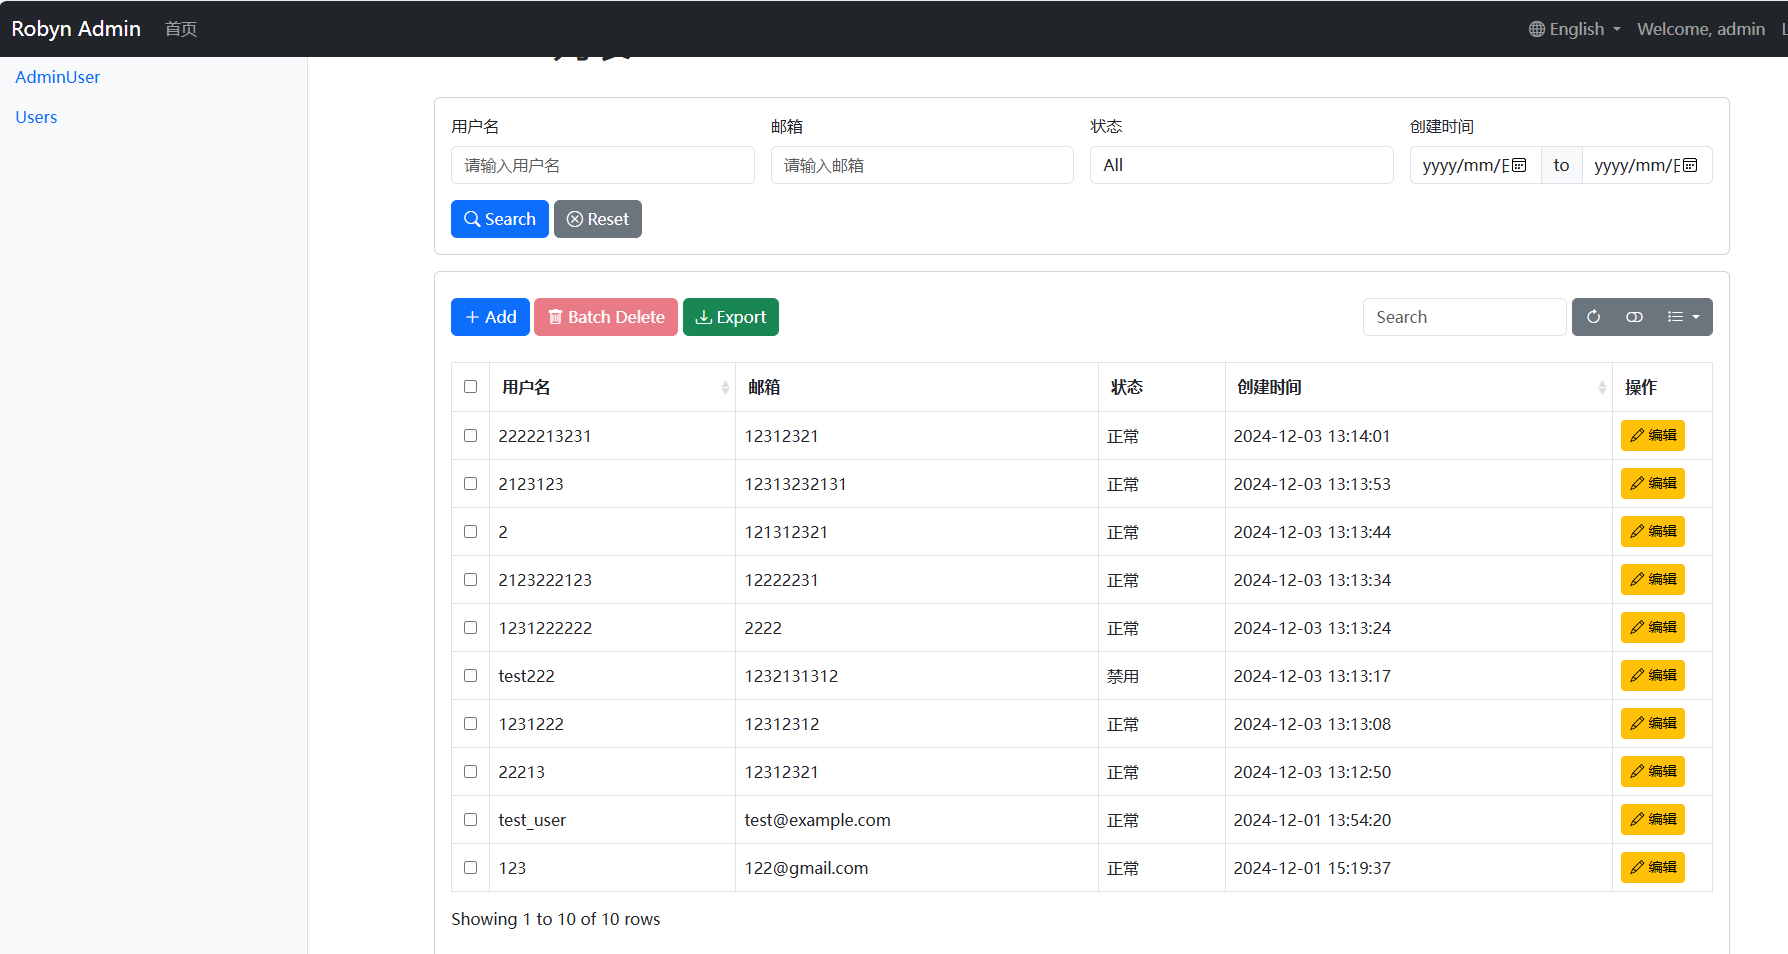 Robyn Admin 首页 English Welcome, admin
AdminUser
Users
用户名 邮箱 状态 创建时间
请输入用户名 请输入邮箱 All yyyy/mm/日 to yyyy/mm/日
Search Reset
Add Batch Delete Export Search
用户名 邮箱 状态 创建时间 操作
2222213231 12312321 正常 2024-12-03 13:14:01 编辑
2123123 12313232131 正常 2024-12-03 13:13:53 编辑
2 121312321 正常 2024-12-03 13:13:44 编辑
2123222123 12222231 正常 2024-12-03 13:13:34 编辑
1231222222 2222 正常 2024-12-03 13:13:24 编辑
test222 1232131312 禁用 2024-12-03 13:13:17 编辑
1231222 12312312 正常 2024-12-03 13:13:08 编辑
22213 12312321 正常 2024-12-03 13:12:50 编辑
test_user test@example.com 正常 2024-12-01 13:54:20 编辑
123 122@gmail.com 正常 2024-12-01 15:19:37 编辑
Showing 1 to 10 of 10 rows